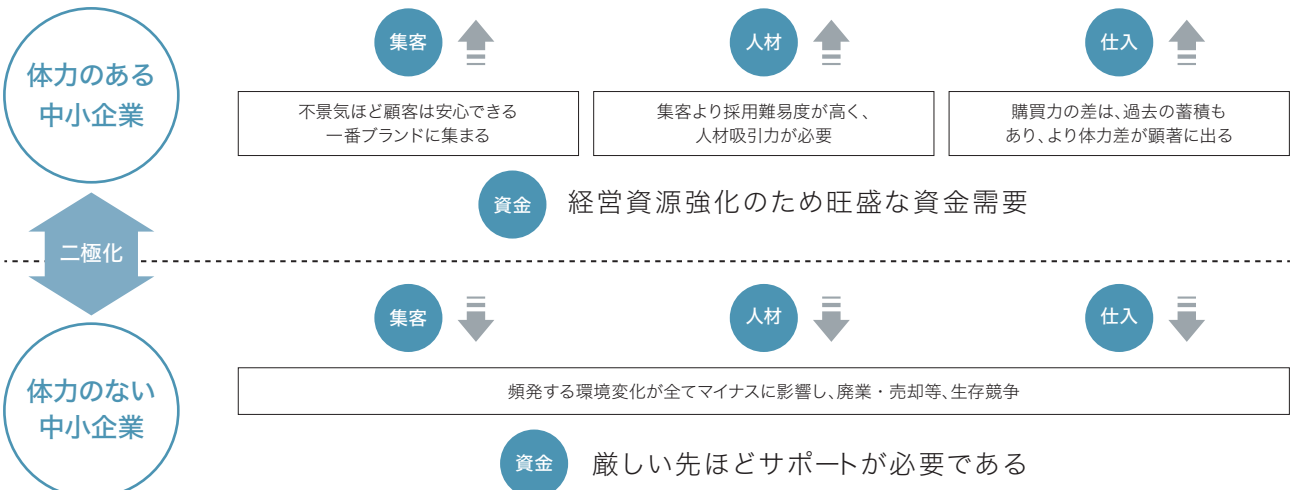 体力のある
中小企業
集客
人材
仕入
不景気ほど顧客は安心できる
一番ブランドに集まる
集客より採用難易度が高く、
人材吸引力が必要
購買力の差は、過去の蓄積も
あり、より体力差が顕著に出る
資金
経営資源強化のため旺盛な資金需要
二極化
集客
人材
仕入
体力のない
中小企業
頻発する環境変化が全てマイナスに影響し、廃業・売却等、生存競争
資金
厳しい先ほどサポートが必要である